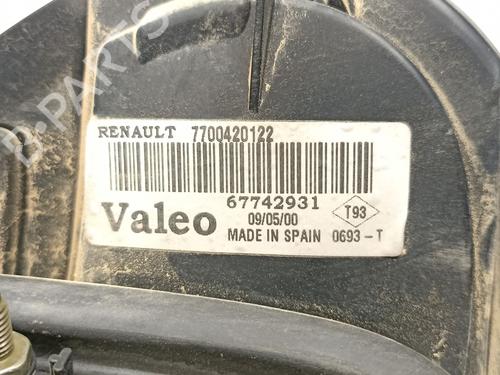 B-PARTS
RENAULT 7700420122
67742931
Valeo
09/05/00
T93
MADE IN SPAIN 0693-T